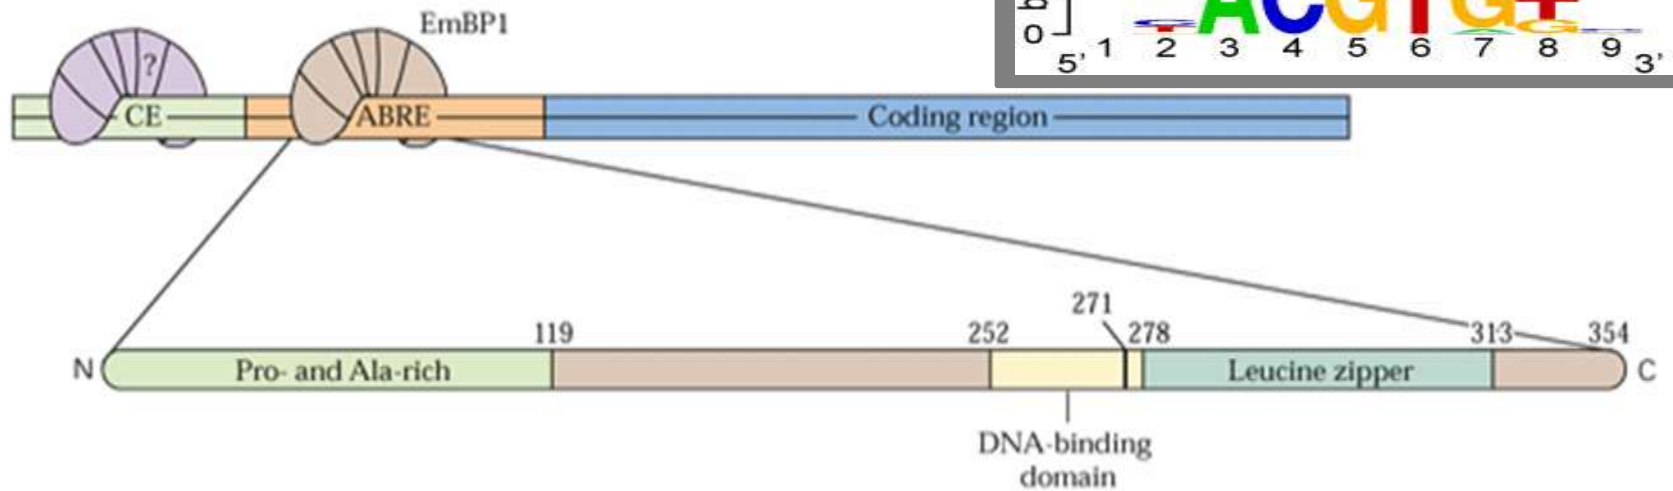 EmBP1
ACGTG
0
5' 1 2 3 4 5 6 7 8 9 3'
?
CE
ABRE
Coding region
271
119 252 278 313 354
N Pro- and Ala-rich Leucine zipper C
DNA-binding
domain